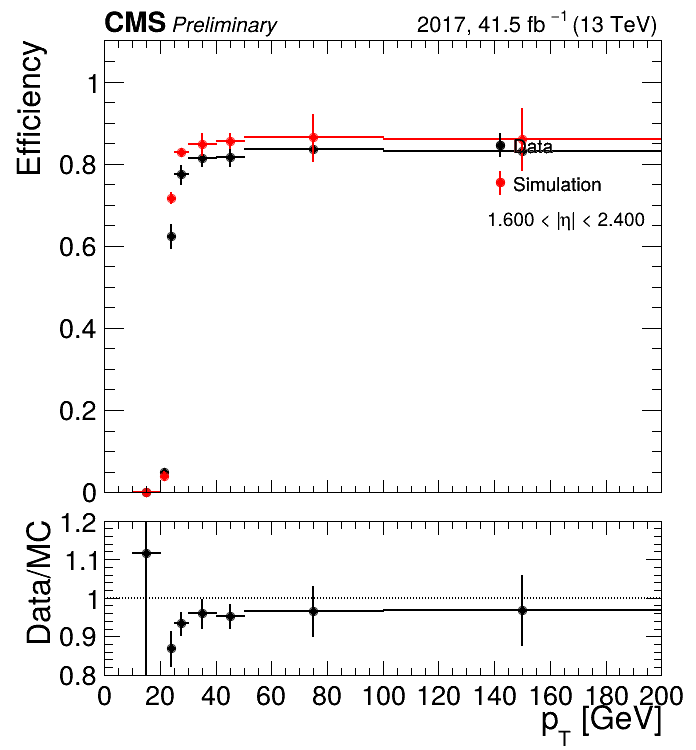 CMS Preliminary 2017, 41.5 fb⁻¹ (13 TeV)
Efficiency
1
0.8
0.6
0.4
0.2
0
Data
Simulation
1.600 < |η| < 2.400
Data/MC
1.2
1.1
1
0.9
0.8
0 20 40 60 80 100 120 140 160 180 200
p_T [GeV]